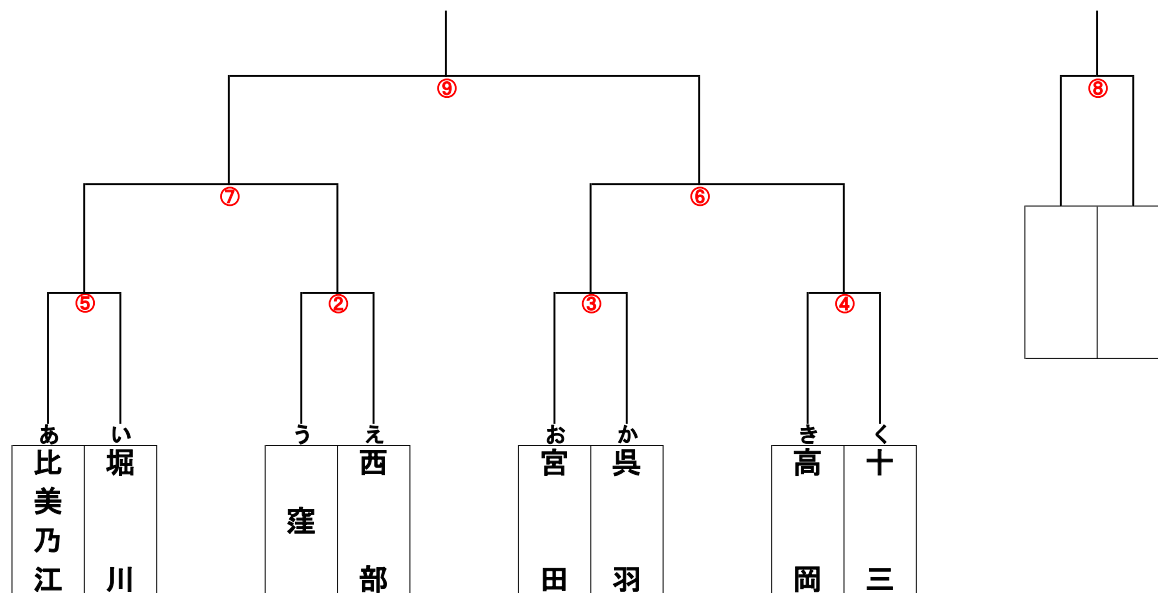 ⑨
⑧
⑦
⑥
⑤
②
③
④
あ
い
う
え
お
か
き
く
比美乃江
堀川
窪
西部
宮田
呉羽
高岡
十三